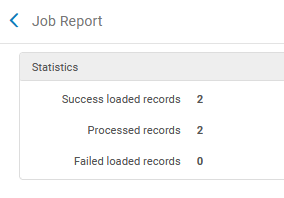 Job Report
Statistics
Success loaded records 2
Processed records 2
Failed loaded records 0